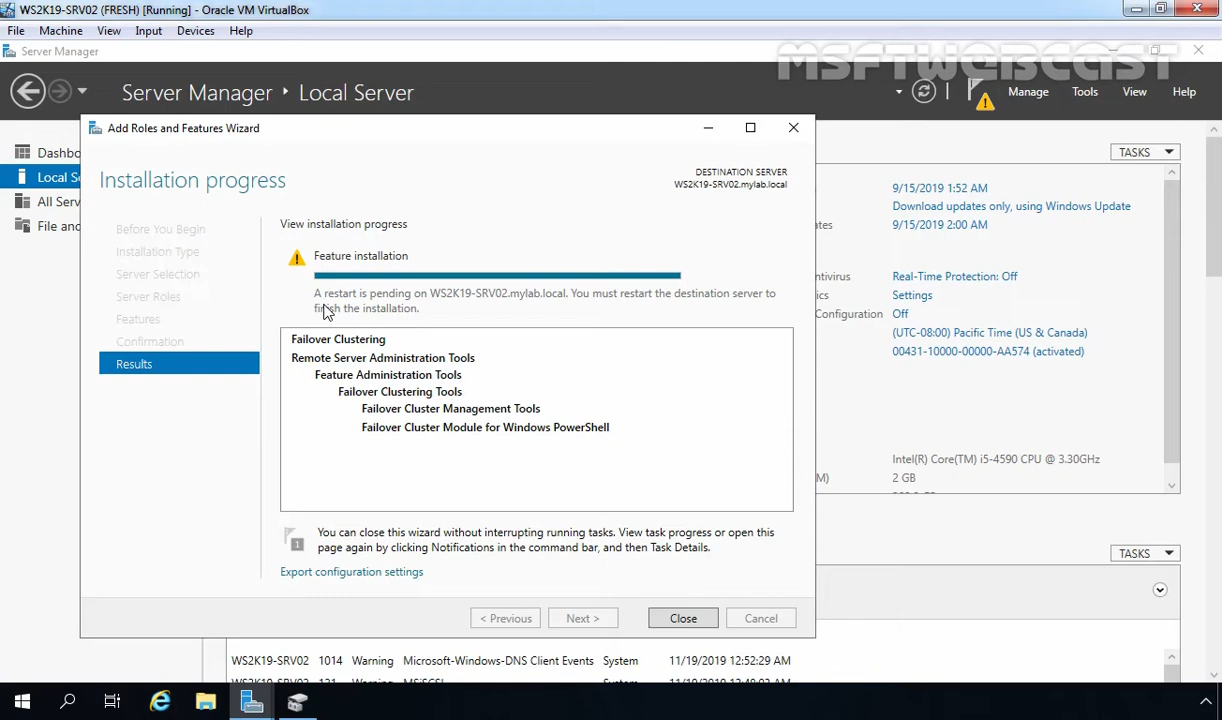 WS2K19-SRV02 (FRESH) [Running] - Oracle VM VirtualBox
File Machine View Input Devices Help
Server Manager
MSFTWEBCAST
Server Manager • Local Server
Manage Tools View Help
Add Roles and Features Wizard
Installation progress
DESTINATION SERVER
WS2K19-SRV02.mylab.local
Before You Begin
Installation Type
Server Selection
Server Roles
Features
Confirmation
Results
View installation progress
Feature installation
A restart is pending on WS2K19-SRV02.mylab.local. You must restart the destination server to
finish the installation.
Failover Clustering
Remote Server Administration Tools
Feature Administration Tools
Failover Clustering Tools
Failover Cluster Management Tools
Failover Cluster Module for Windows PowerShell
1
You can close this wizard without interrupting running tasks. View task progress or open this
page again by clicking Notifications in the command bar, and then Task Details.
Export configuration settings
< Previous
Next >
Close
Cancel
Dashbo
Local Se
All Serv
File and
TASKS
9/15/2019 1:52 AM
Download updates only, using Windows Update
ates 9/15/2019 2:00 AM
ntivirus Real-Time Protection: Off
ics Settings
Configuration Off
(UTC-08:00) Pacific Time (US & Canada)
00431-10000-00000-AA574 (activated)
Intel(R) Core(TM) i5-4590 CPU @ 3.30GHz
M) 2 GB
TASKS
WS2K19-SRV02 1014 Warning Microsoft-Windows-DNS Client Events System 11/19/2019 12:52:29 AM